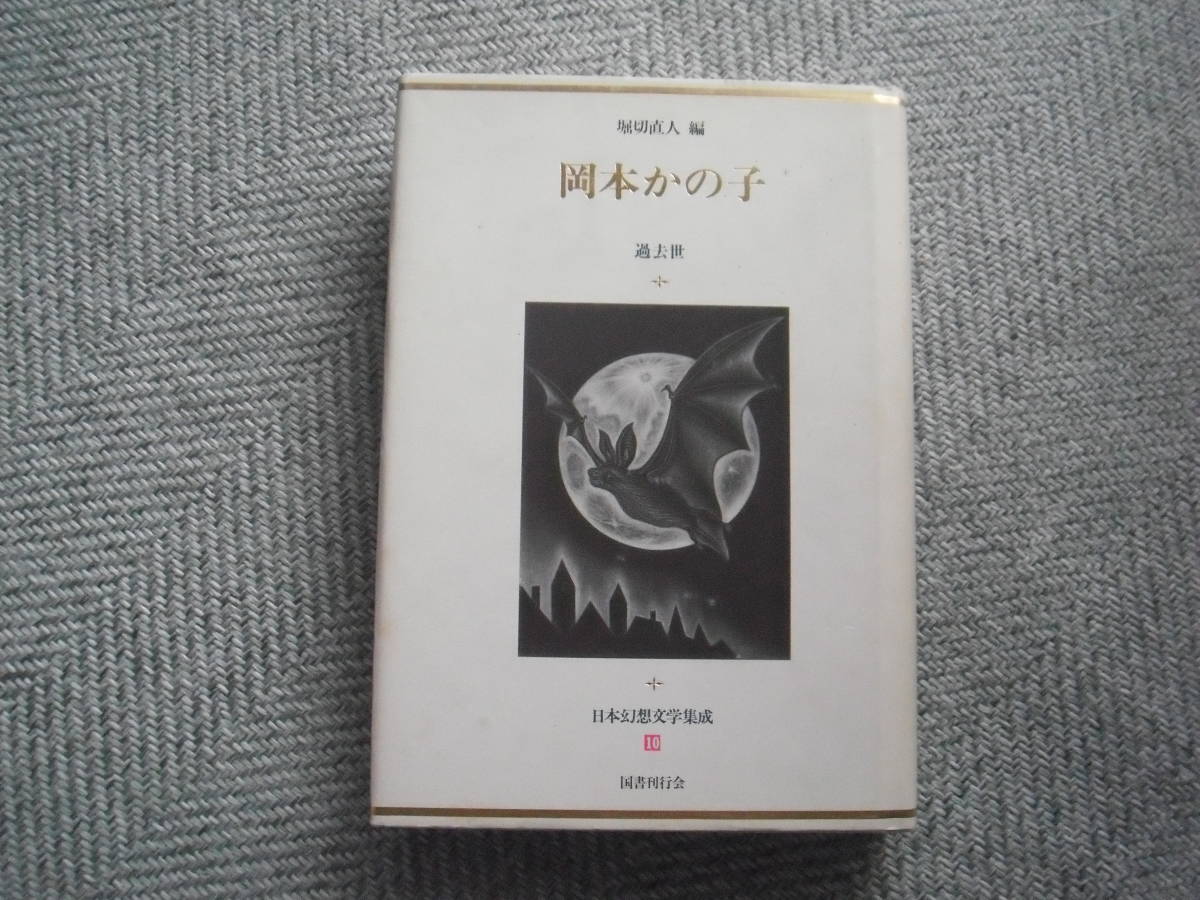 堀切直人 編
岡本かの子
過去世
日本幻想文学集成
10
国書刊行会